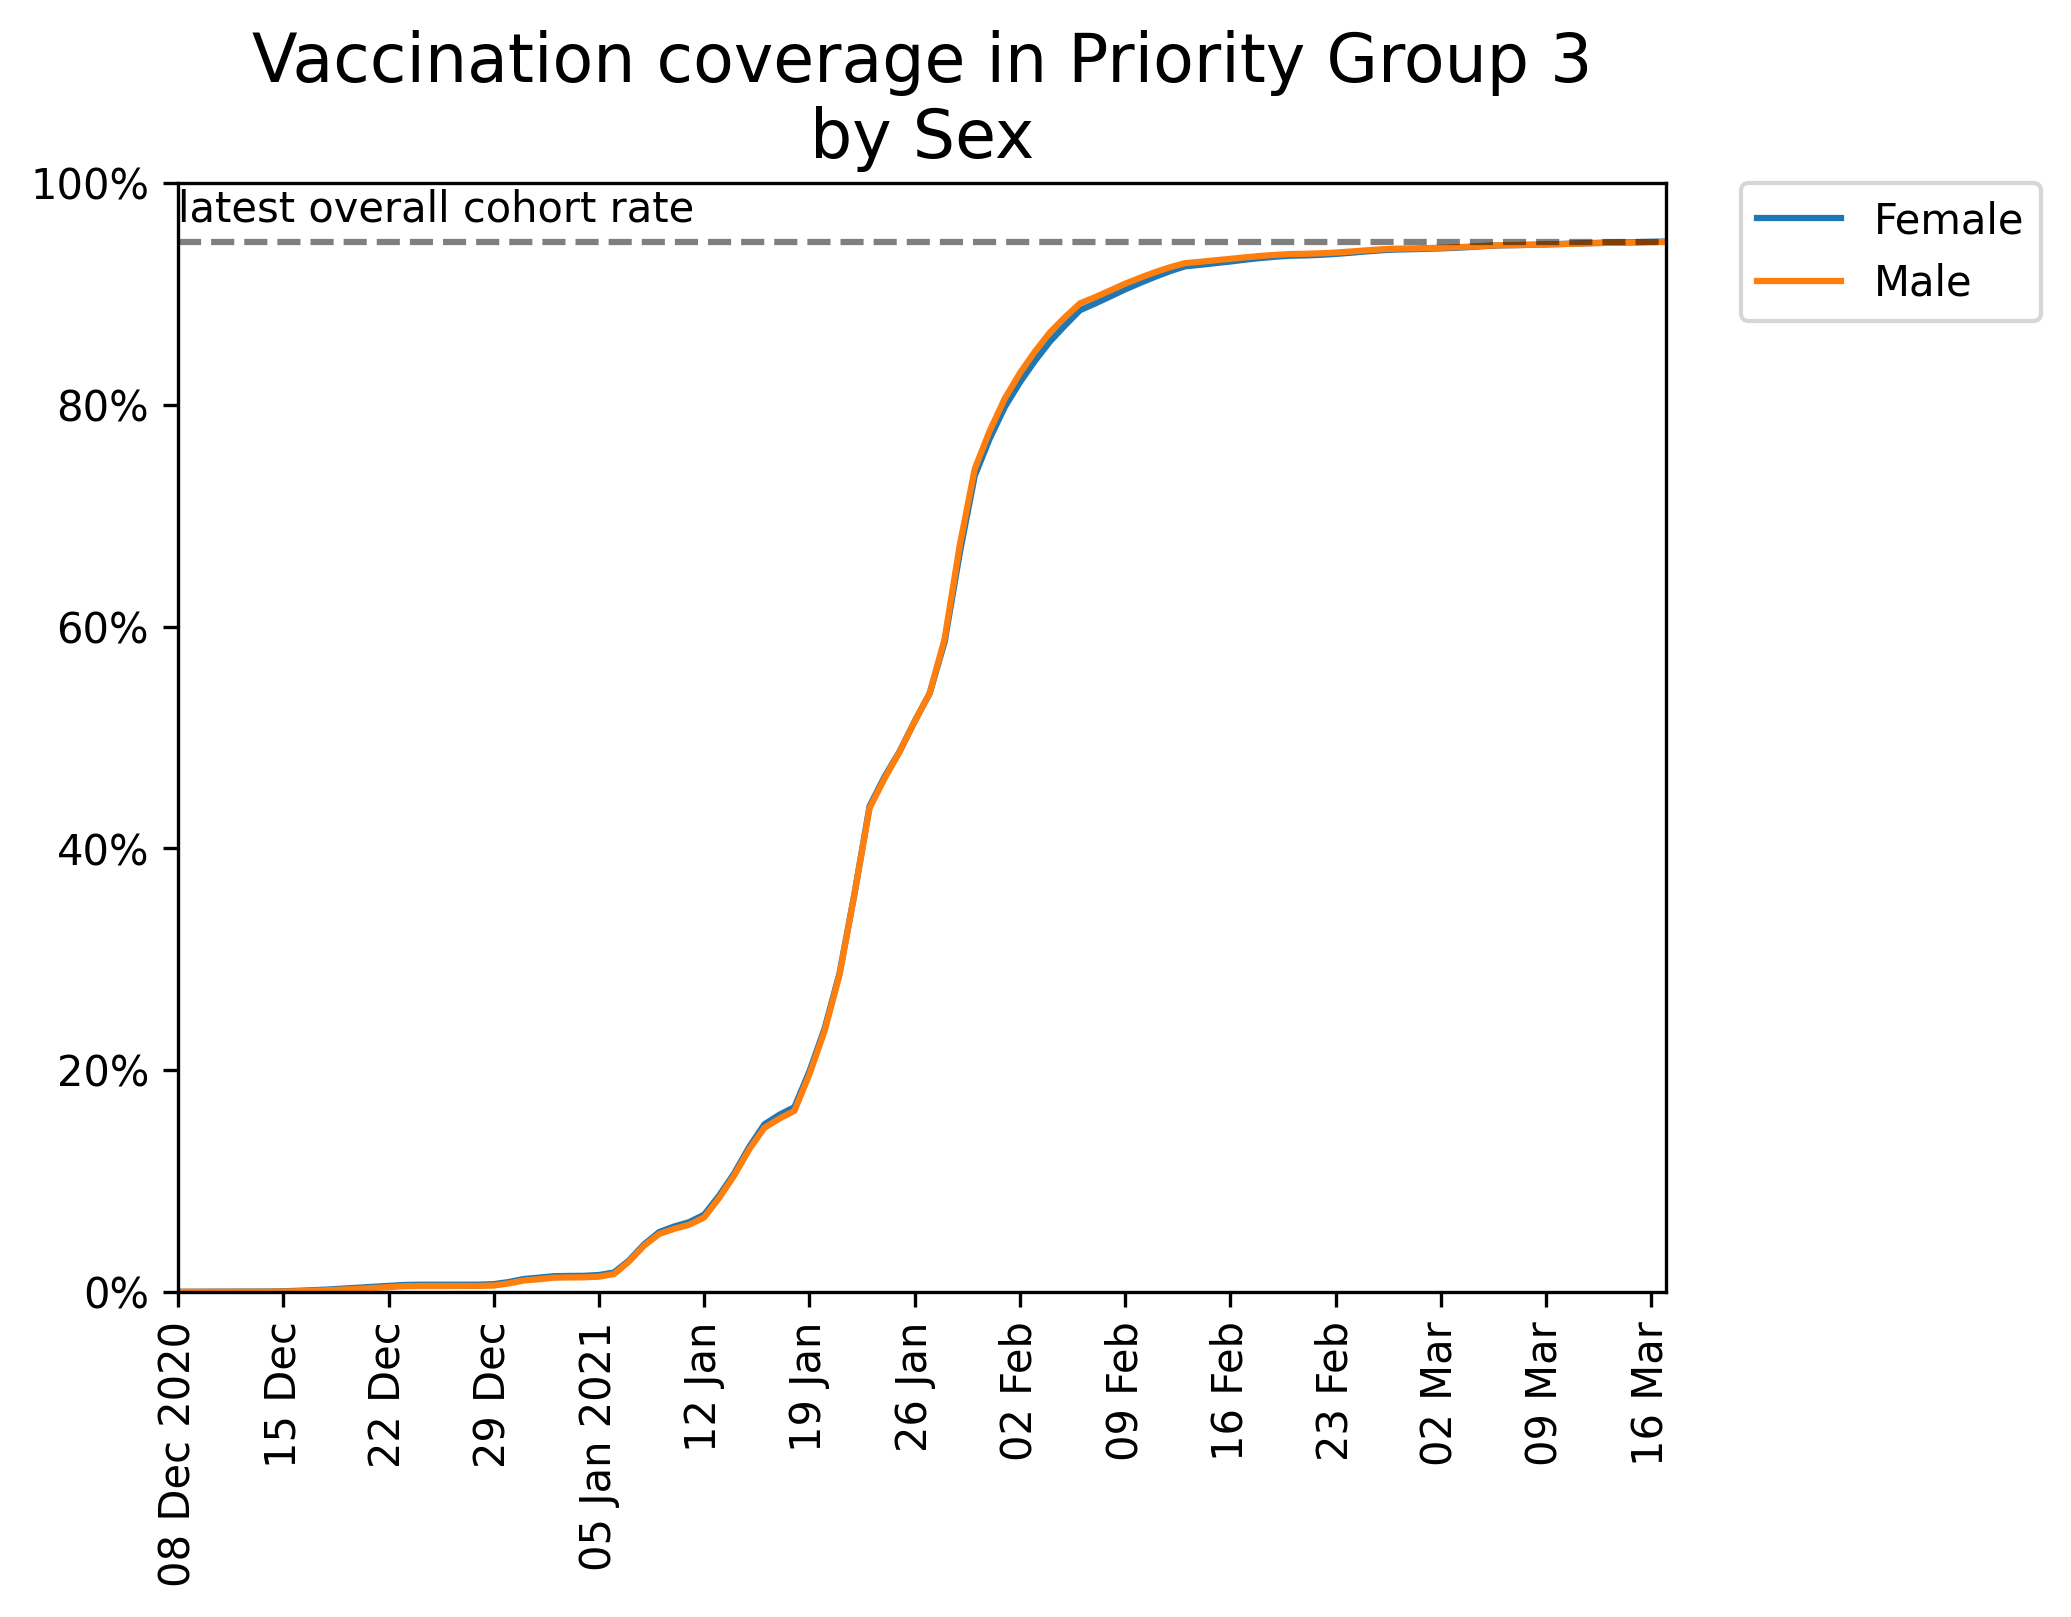 Vaccination coverage in Priority Group 3
by Sex
100%
80%
60%
40%
20%
0%
latest overall cohort rate
Female
Male
08 Dec 2020
15 Dec
22 Dec
29 Dec
05 Jan 2021
12 Jan
19 Jan
26 Jan
02 Feb
09 Feb
16 Feb
23 Feb
02 Mar
09 Mar
16 Mar